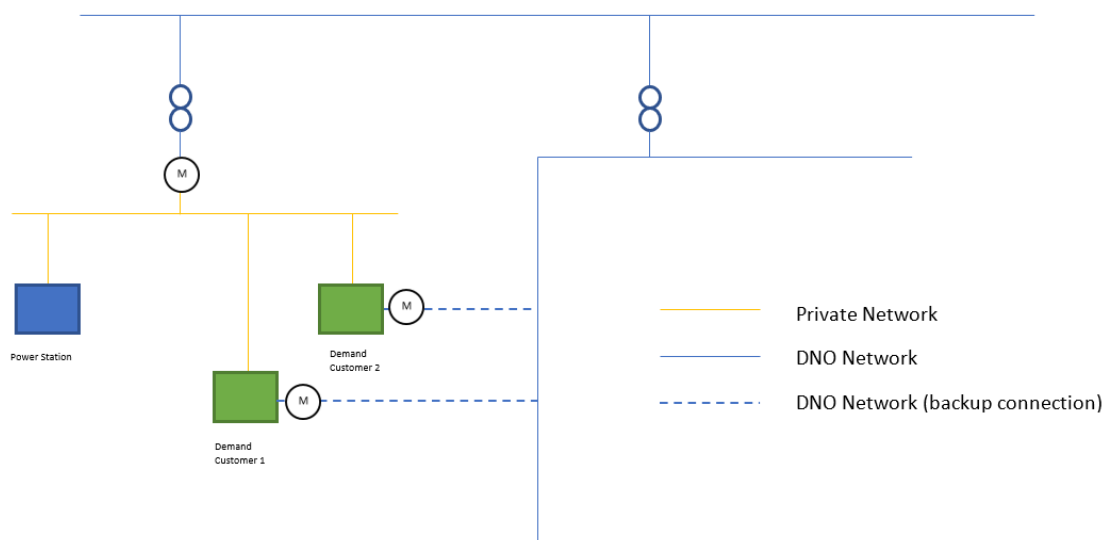 M
M
Private Network
Power Station
Demand
Customer 2
DNO Network
M
DNO Network (backup connection)
Demand
Customer 1